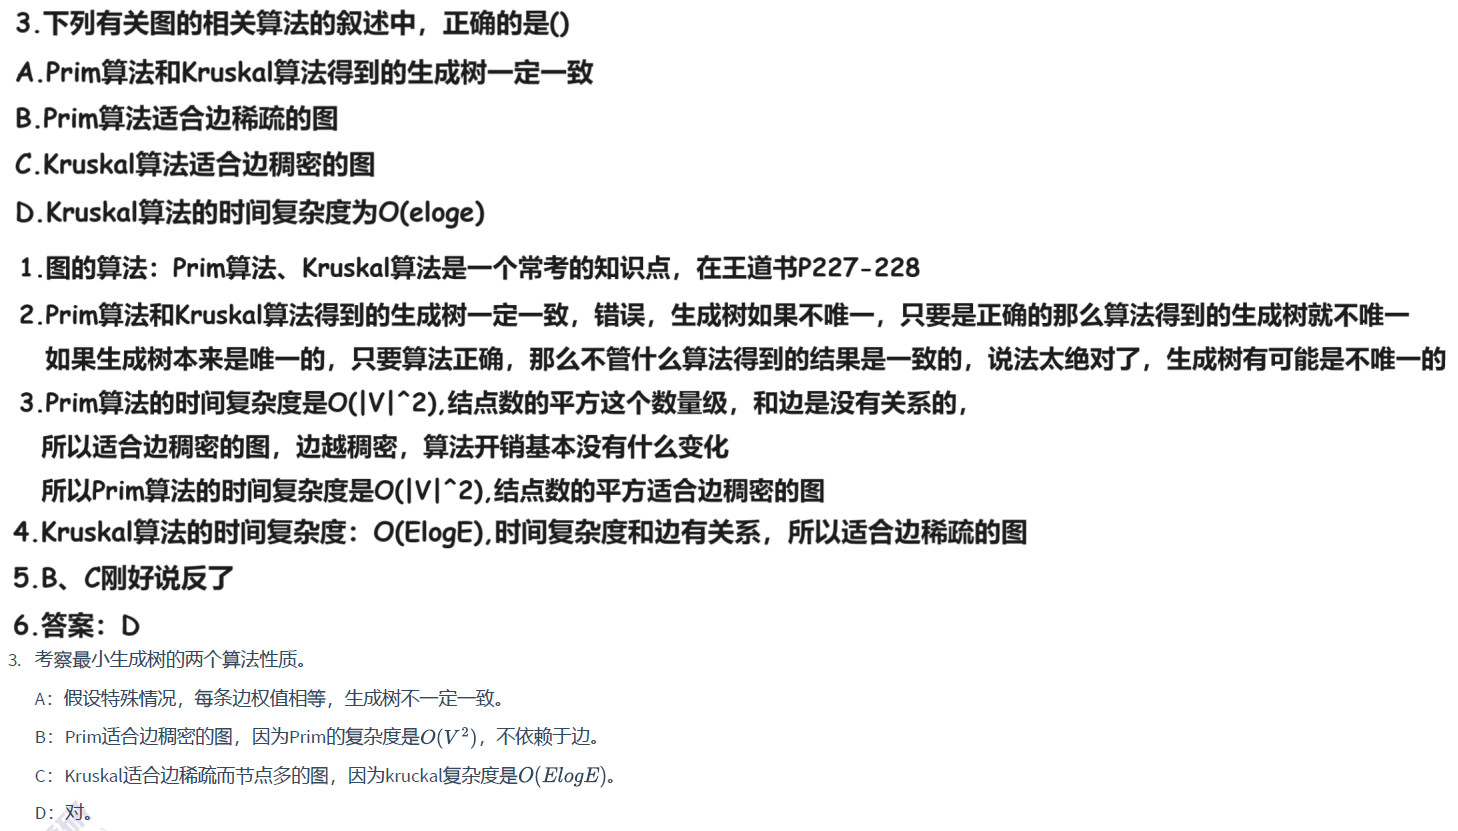 3.下列有关图的相关算法的叙述中，正确的是()
A.Prim算法和Kruskal算法得到的生成树一定一致
B.Prim算法适合边稀疏的图
C.Kruskal算法适合边稠密的图
D.Kruskal算法的时间复杂度为O(eloge)
1.图的算法：Prim算法、Kruskal算法是一个常考的知识点，在王道书P227-228
2.Prim算法和Kruskal算法得到的生成树一定一致，错误，生成树如果不唯一，只要是正确的那么算法得到的生成树就不唯一
如果生成树本来是唯一的，只要算法正确，那么不管什么算法得到的结果是一致的，说法太绝对了，生成树有可能是不唯一的
3.Prim算法的时间复杂度是O(|V|^2),结点数的平方这个数量级，和边是没有关系的，
所以适合边稠密的图，边越稠密，算法开销基本没有什么变化
所以Prim算法的时间复杂度是O(|V|^2),结点数的平方适合边稠密的图
4.Kruskal算法的时间复杂度：O(ElogE),时间复杂度和边有关系，所以适合边稀疏的图
5.B、C刚好说反了
6.答案：D
3. 考察最小生成树的两个算法性质。
A：假设特殊情况，每条边权值相等，生成树不一定一致。
B：Prim适合边稠密的图，因为Prim的复杂度是O(V²)，不依赖于边。
C：Kruskal适合边稀疏而节点多的图，因为kruckal复杂度是O(ElogE)。
D：对。